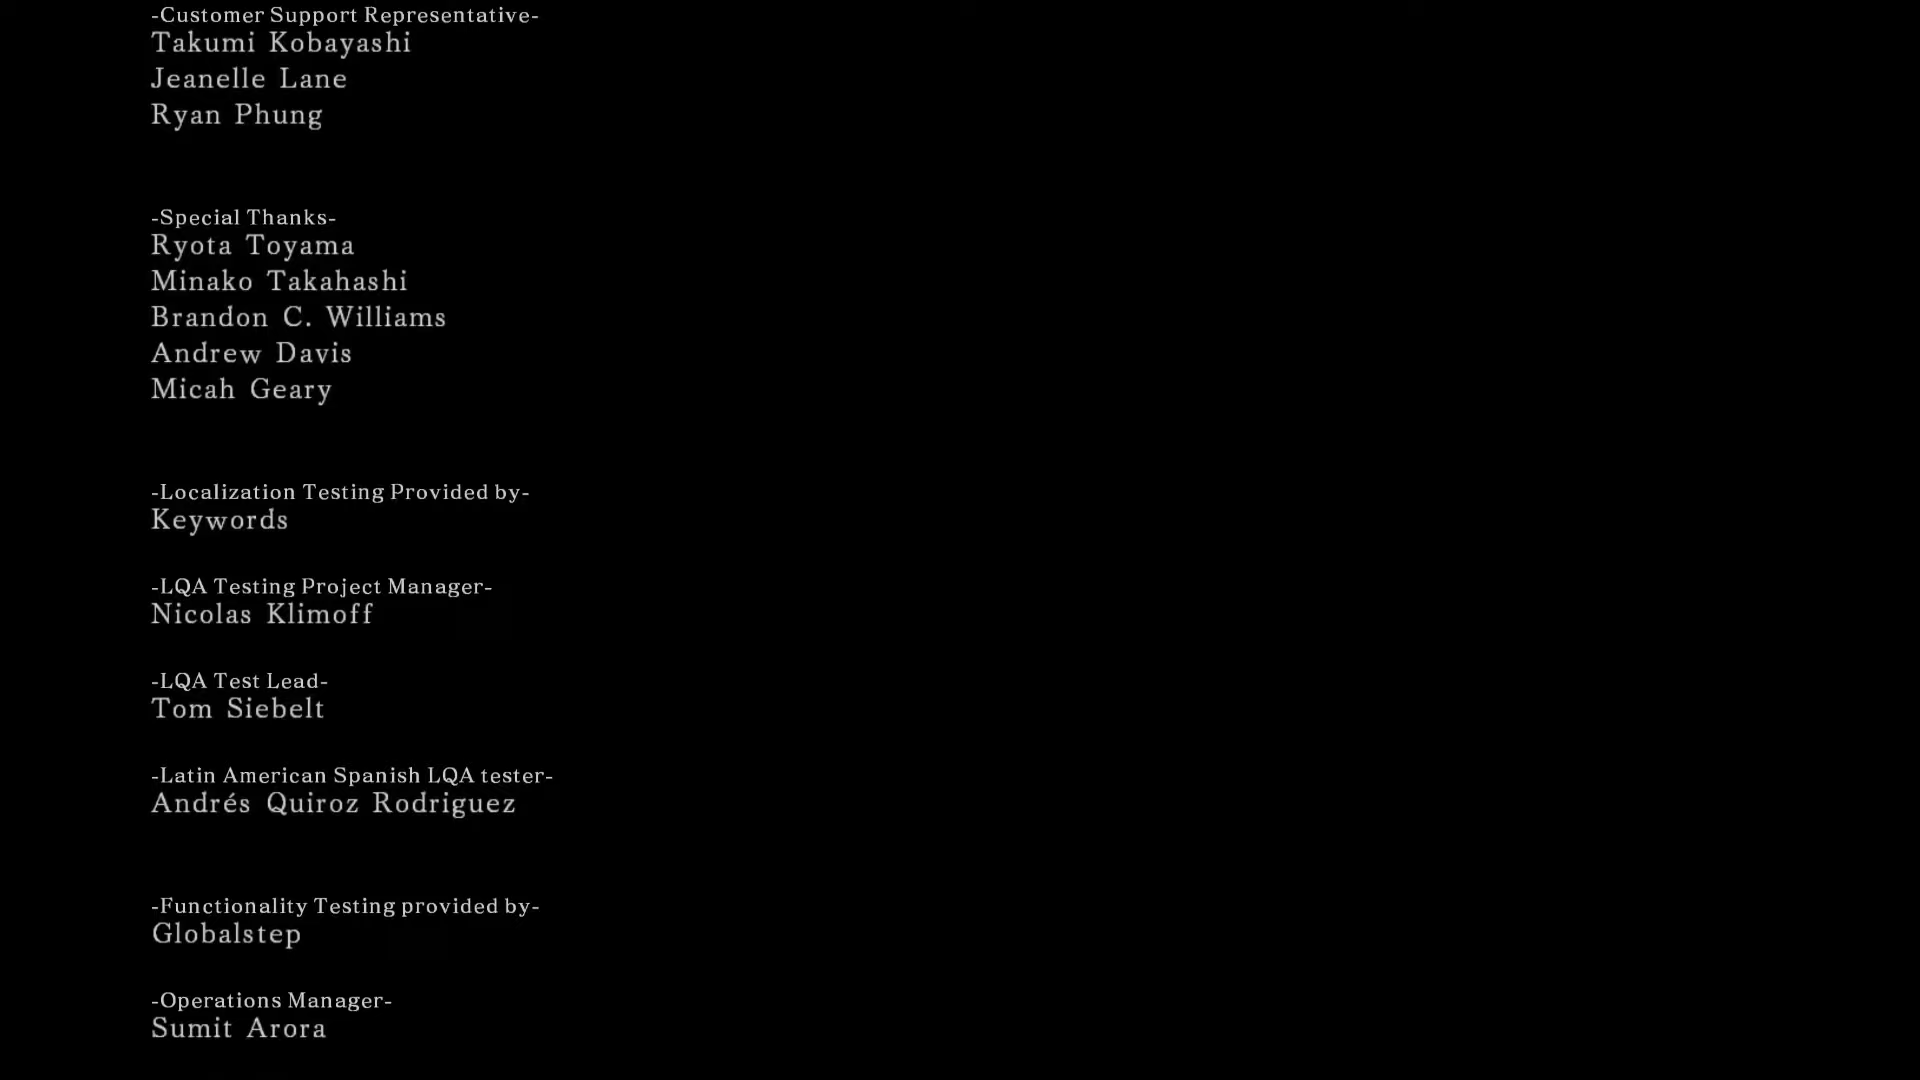 -Customer Support Representative-
Takumi Kobayashi
Jeanelle Lane
Ryan Phung
-Special Thanks-
Ryota Toyama
Minako Takahashi
Brandon C. Williams
Andrew Davis
Micah Geary
-Localization Testing Provided by-
Keywords
-LQA Testing Project Manager-
Nicolas Klimoff
-LQA Test Lead-
Tom Siebelt
-Latin American Spanish LQA tester-
Andrés Quiroz Rodriguez
-Functionality Testing provided by-
Globalstep
-Operations Manager-
Sumit Arora